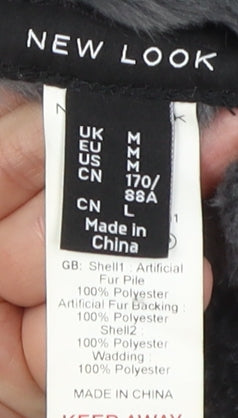 NEW LOOK
N K
UK M
EU M
US M
CN 170/
88A
CN L
Made in
China
1
GB: Shell1 : Artificial
Fur Pile
100% Polyester
Artificial Fur Backing :
100% Polyester
Shell2 :
100% Polyester
Wadding :
100% Polyester
MADE IN CHINA
KEEP AWAY